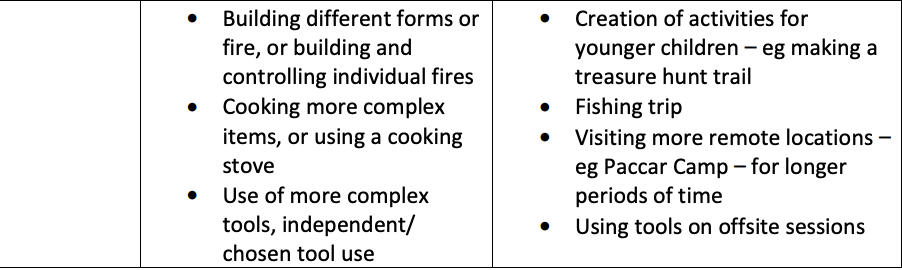 • Building different forms or
fire, or building and
controlling individual fires
• Cooking more complex
items, or using a cooking
stove
• Use of more complex
tools, independent/
chosen tool use
• Creation of activities for
younger children – eg making a
treasure hunt trail
• Fishing trip
• Visiting more remote locations –
eg Paccar Camp – for longer
periods of time
• Using tools on offsite sessions